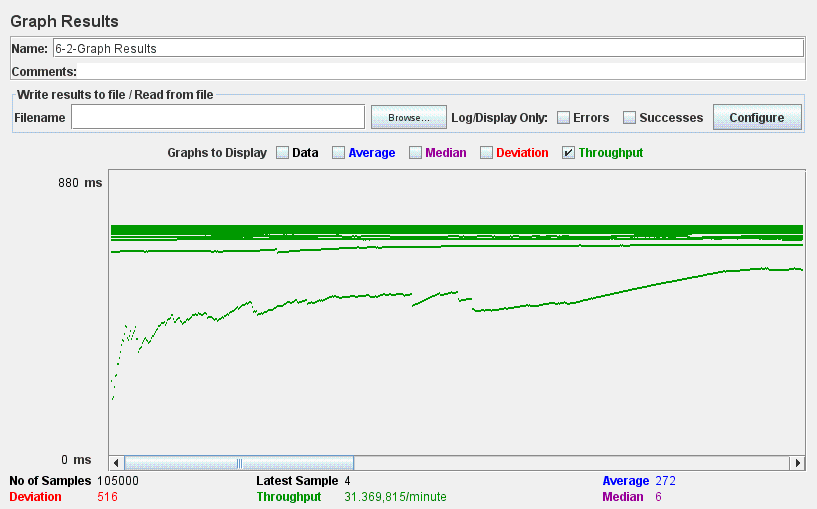 Graph Results
Name: 6-2-Graph Results
Comments:
Write results to file / Read from file
Filename Browse... Log/Display Only: Errors Successes Configure
Graphs to Display Data Average Median Deviation Throughput
880 ms
0 ms
No of Samples 105000 Latest Sample 4 Average 272
Deviation 516 Throughput 31.369,815/minute Median 6